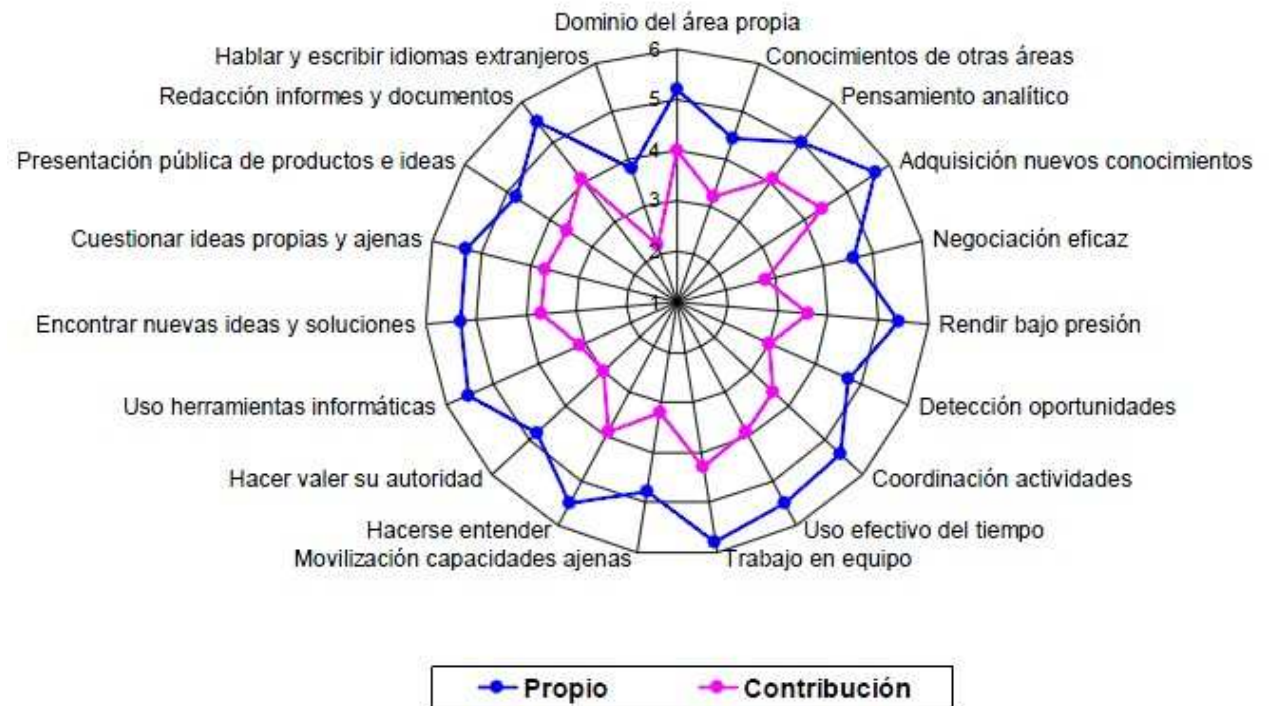 Dominio del área propia
Hablar y escribir idiomas extranjeros
6
Conocimientos de otras áreas
Redacción informes y documentos
5
Pensamiento analítico
Presentación pública de productos e ideas
4
Adquisición nuevos conocimientos
3
Cuestionar ideas propias y ajenas
2
Negociación eficaz
1
Encontrar nuevas ideas y soluciones
Rendir bajo presión
Uso herramientas informáticas
Detección oportunidades
Hacer valer su autoridad
Coordinación actividades
Hacerse entender
Uso efectivo del tiempo
Movilización capacidades ajenas
Trabajo en equipo
Propio
Contribución